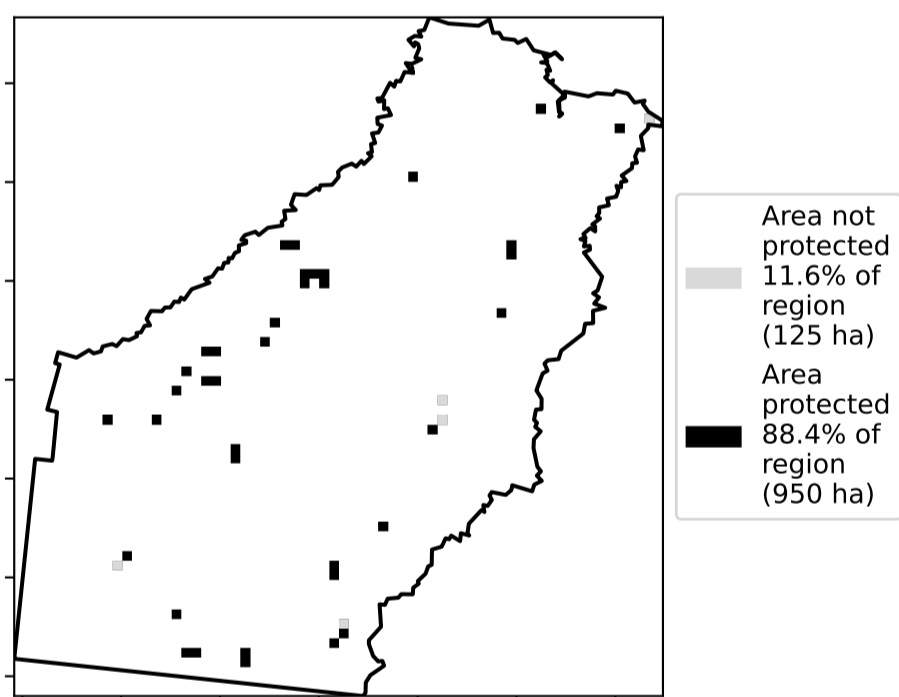 Area not
protected
11.6% of
region
(125 ha)
Area
protected
88.4% of
region
(950 ha)